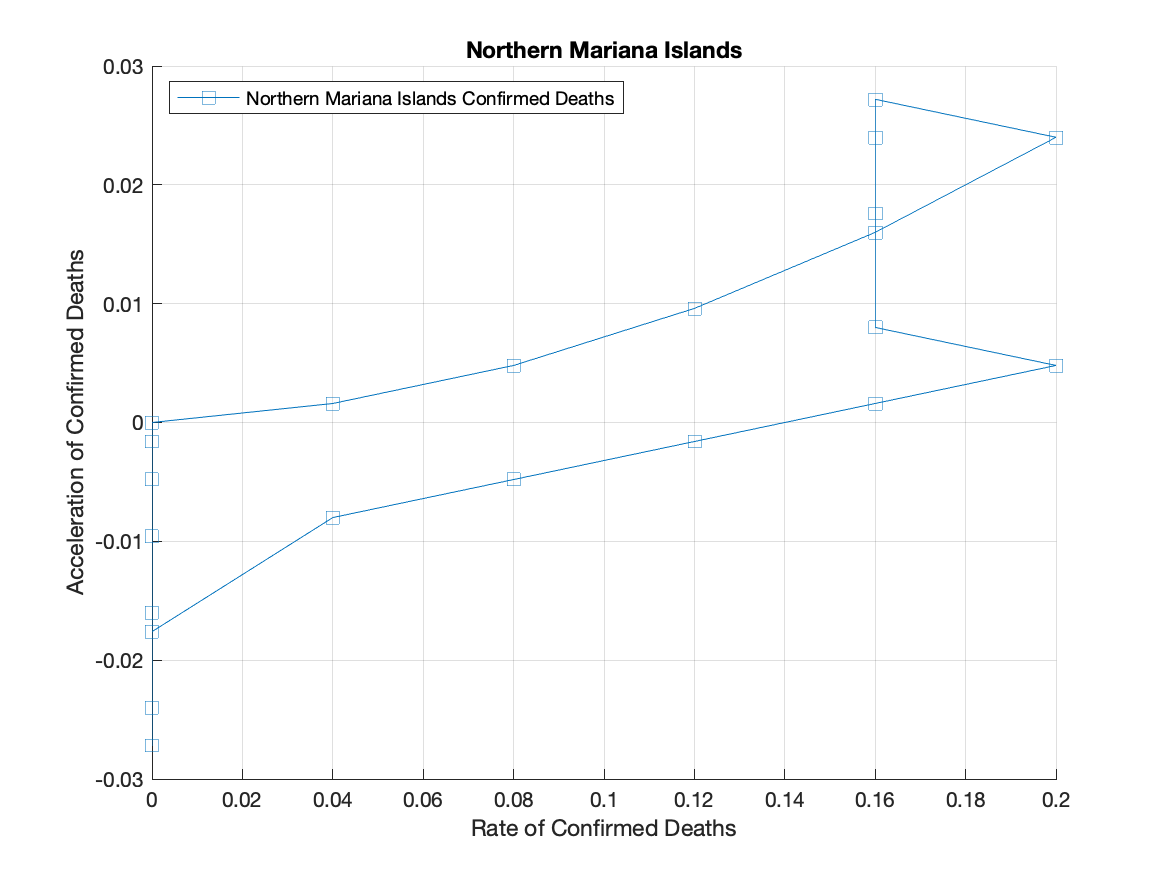 Northern Mariana Islands
Northern Mariana Islands Confirmed Deaths
Acceleration of Confirmed Deaths
0.03
0.02
0.01
0
-0.01
-0.02
-0.03
0 0.02 0.04 0.06 0.08 0.1 0.12 0.14 0.16 0.18 0.2
Rate of Confirmed Deaths